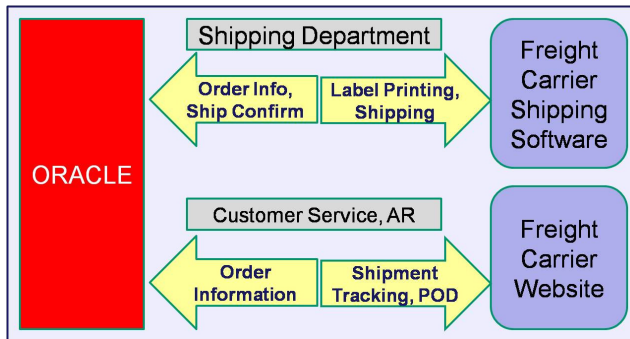 Shipping Department
Order Info,
Ship Confirm
Label Printing,
Shipping
Freight
Carrier
Shipping
Software
ORACLE
Customer Service, AR
Order
Information
Shipment
Tracking, POD
Freight
Carrier
Website